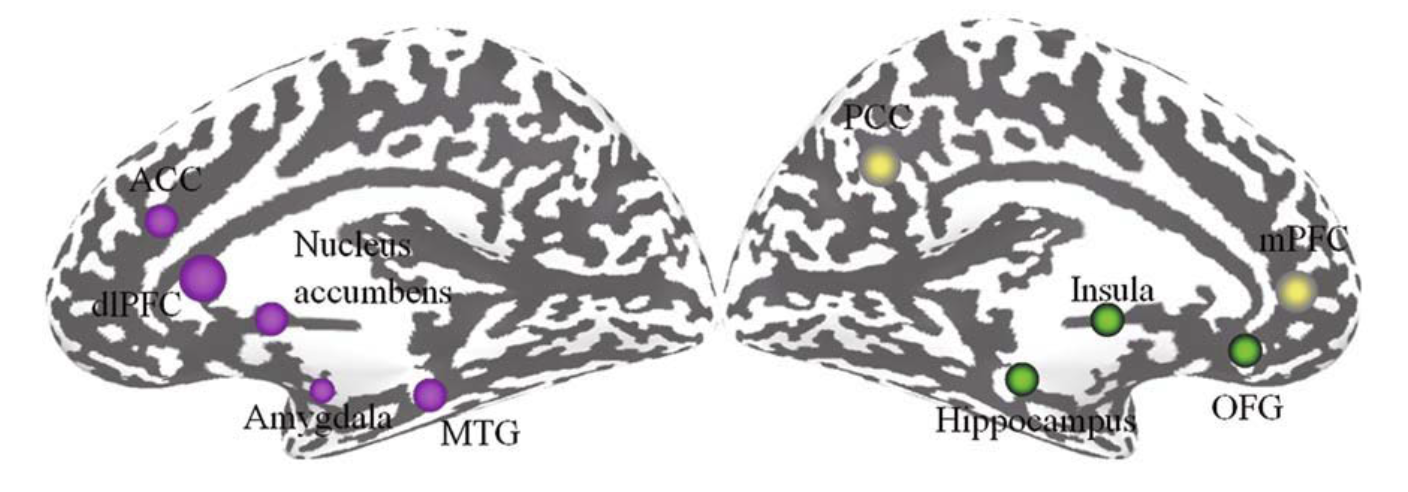 ACC
Nucleus
accumbens
dlPFC
Amygdala
MTG
PCC
mPFC
Insula
Hippocampus
OFG